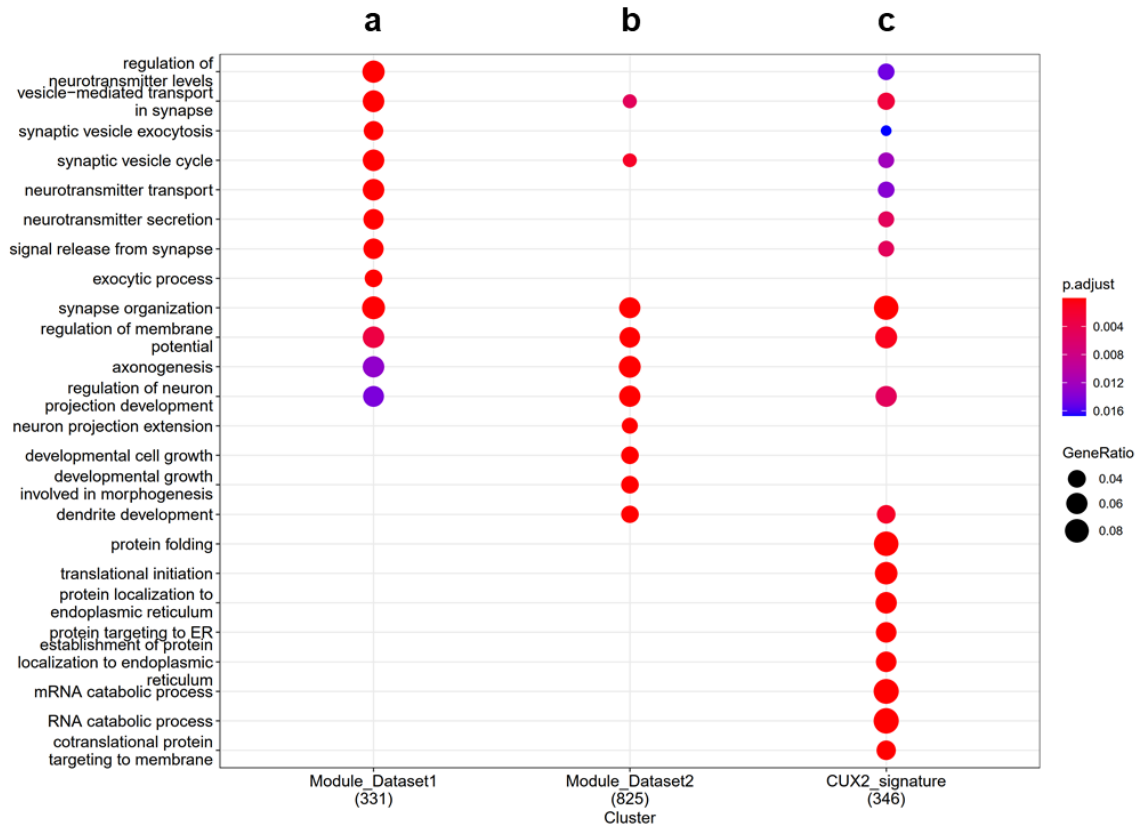 a b c
regulation of
neurotransmitter levels
vesicle−mediated transport
in synapse
synaptic vesicle exocytosis
synaptic vesicle cycle
neurotransmitter transport
neurotransmitter secretion
signal release from synapse
exocytic process
synapse organization
regulation of membrane
potential
axonogenesis
regulation of neuron
projection development
neuron projection extension
developmental cell growth
developmental growth
involved in morphogenesis
dendrite development
protein folding
translational initiation
protein localization to
endoplasmic reticulum
protein targeting to ER
establishment of protein
localization to endoplasmic
reticulum
mRNA catabolic process
RNA catabolic process
cotranslational protein
targeting to membrane
Module_Dataset1
(331)
Module_Dataset2
(825)
CUX2_signature
(346)
Cluster
p.adjust
0.004
0.008
0.012
0.016
GeneRatio
0.04
0.06
0.08